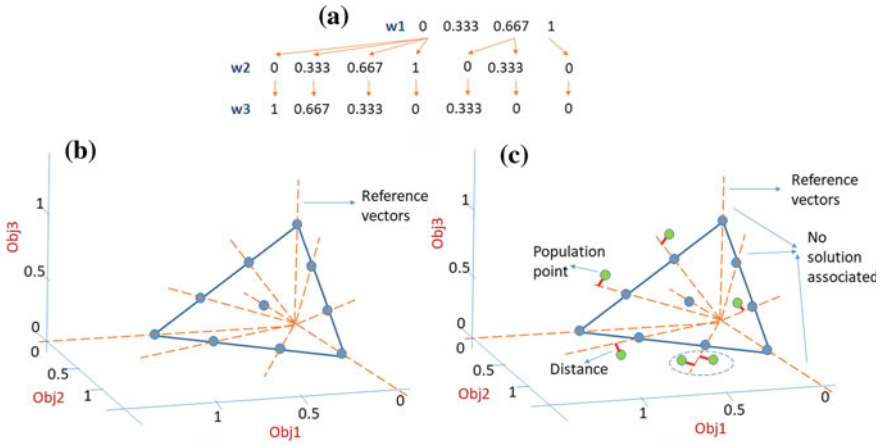 (a)
w1 0 0.333 0.667 1
w2 0 0.333 0.667 1 0 0.333 0
w3 1 0.667 0.333 0 0.333 0 0
(b)
Reference
vectors
1
0.5
0
Obj3
0
0.5
1
Obj2
1
0.5
0
Obj1
(c)
Reference
vectors
No
solution
associated
Population
point
Distance
1
0.5
0
Obj3
0
0.5
1
Obj2
1
0.5
0
Obj1